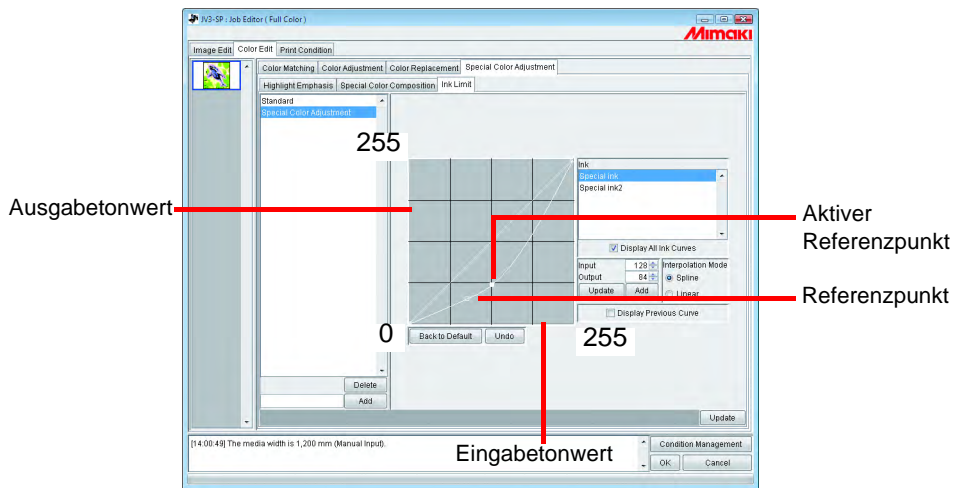 JV3-SP : Job Editor ( Full Color )
Mimaki
Image Edit Color Edit Print Condition
Color Matching Color Adjustment Color Replacement Special Color Adjustment
Highlight Emphasis Special Color Composition Ink Limit
Standard
Special Color Adjustment
255
Ink
Special ink
Special ink2
Ausgabetonwert
Aktiver
Referenzpunkt
Display All Ink Curves
Input 128 Interpolation Mode
Output 84 Spline
Update Add Linear
Referenzpunkt
Display Previous Curve
0
255
Back to Default Undo
Delete
Add
Update
[14:00:49] The media width is 1,200 mm (Manual Input).
Eingabetonwert
Condition Management
OK Cancel